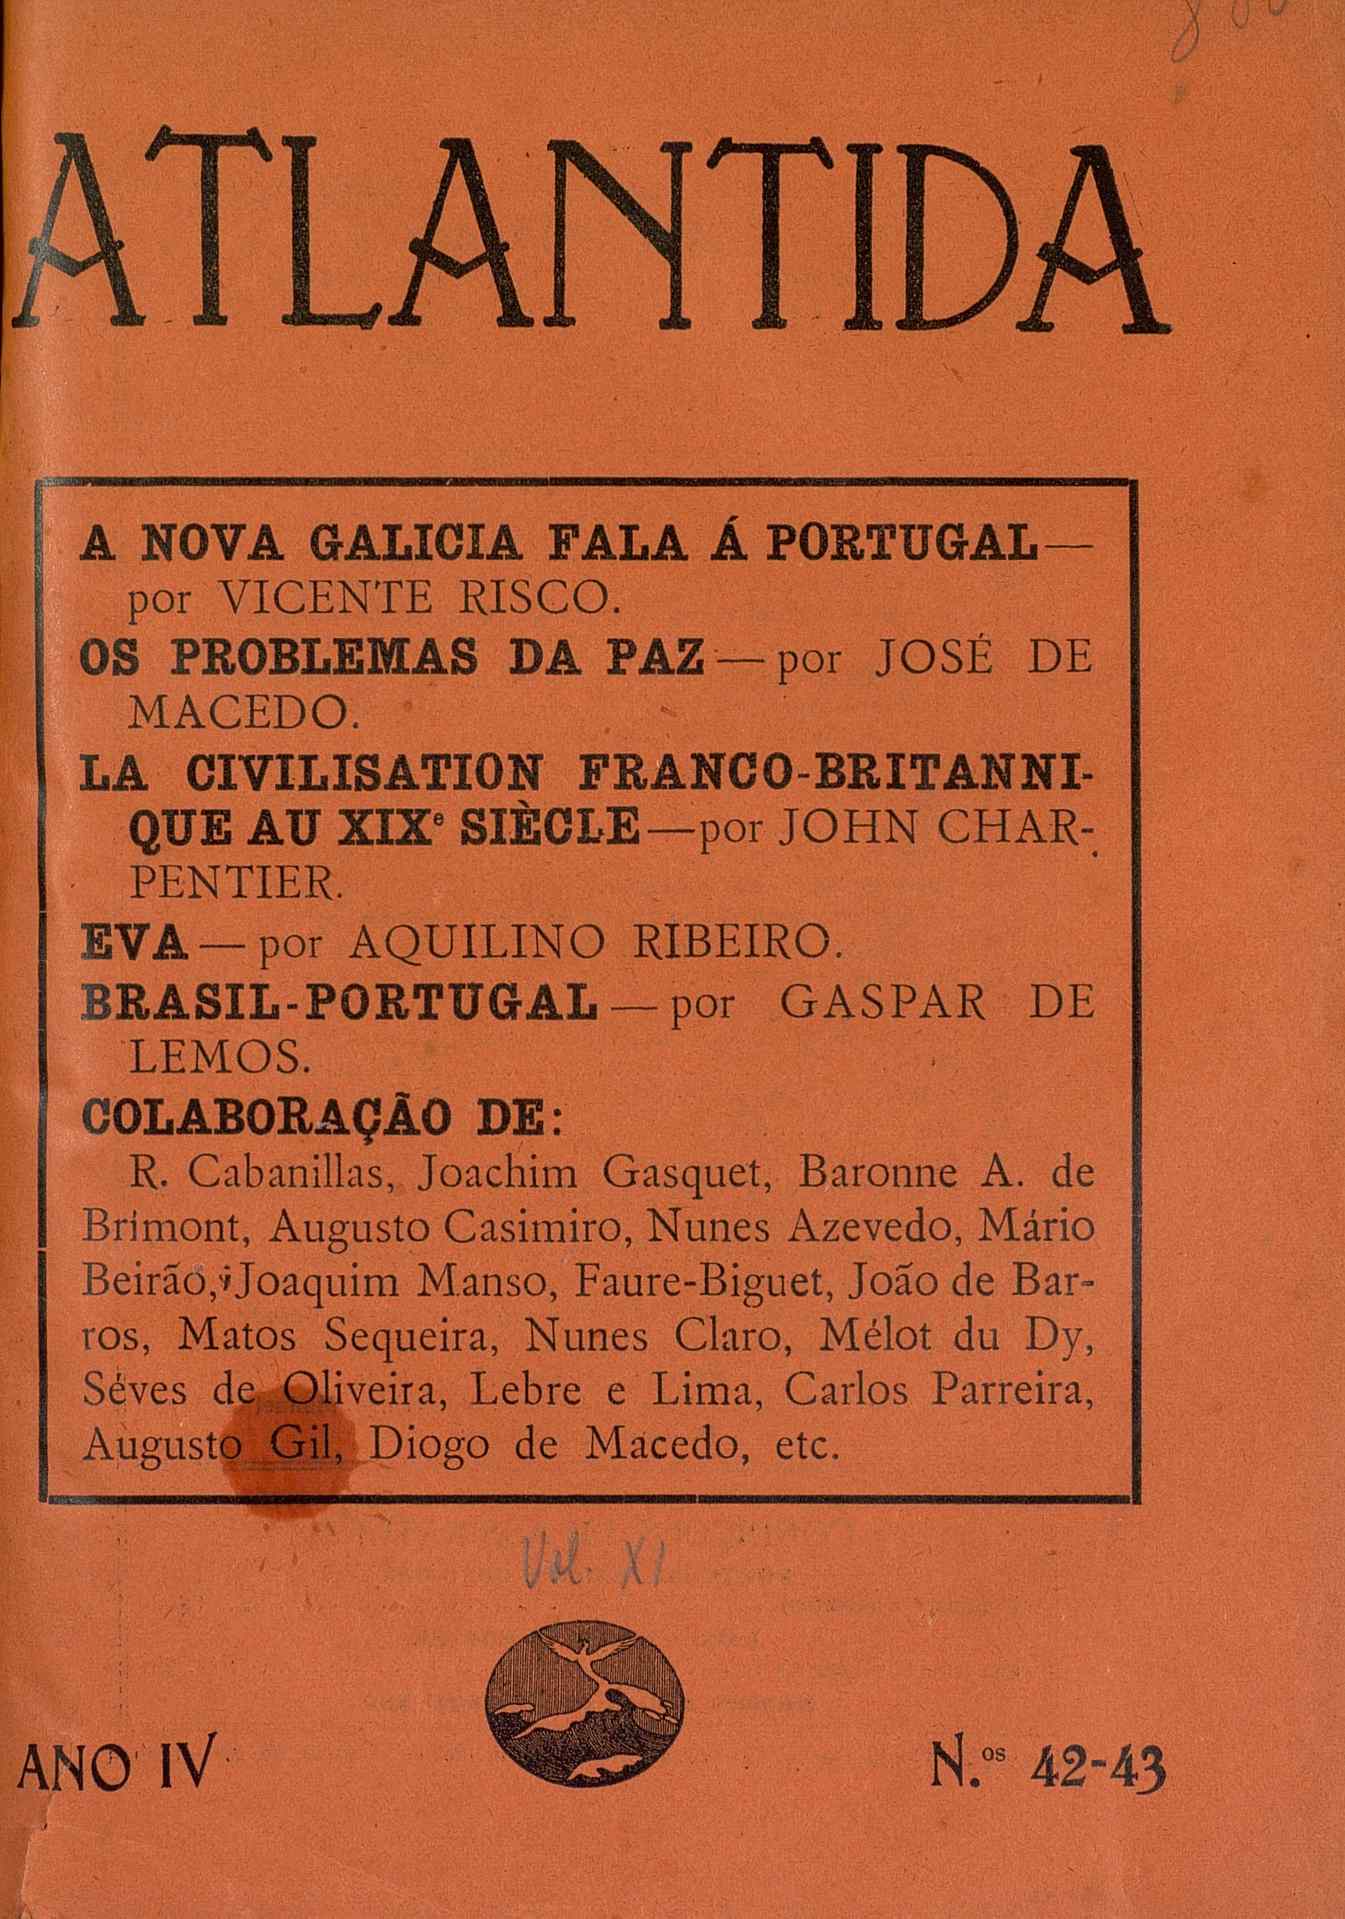 ATLANTIDA
A NOVA GALICIA FALA Á PORTUGAL—
por VICENTE RISCO.
OS PROBLEMAS DA PAZ — por JOSÉ DE
MACEDO.
LA CIVILISATION FRANCO-BRITANNI-
QUE AU XIXe SIÈCLE—por JOHN CHAR-
PENTIER.
EVA — por AQUILINO RIBEIRO.
BRASIL-PORTUGAL — por GASPAR DE
LEMOS.
COLABORAÇÃO DE:
R. Cabanillas, Joachim Gasquet, Baronne A. de
Brimont, Augusto Casimiro, Nunes Azevedo, Mário
Beirão, Joaquim Manso, Faure-Biguet, João de Bar-
ros, Matos Sequeira, Nunes Claro, Mélot du Dy,
Séves de Oliveira, Lebre e Lima, Carlos Parreira,
Augusto Gil, Diogo de Macedo, etc.
Vol. XI
ANO IV
N.os 42-43